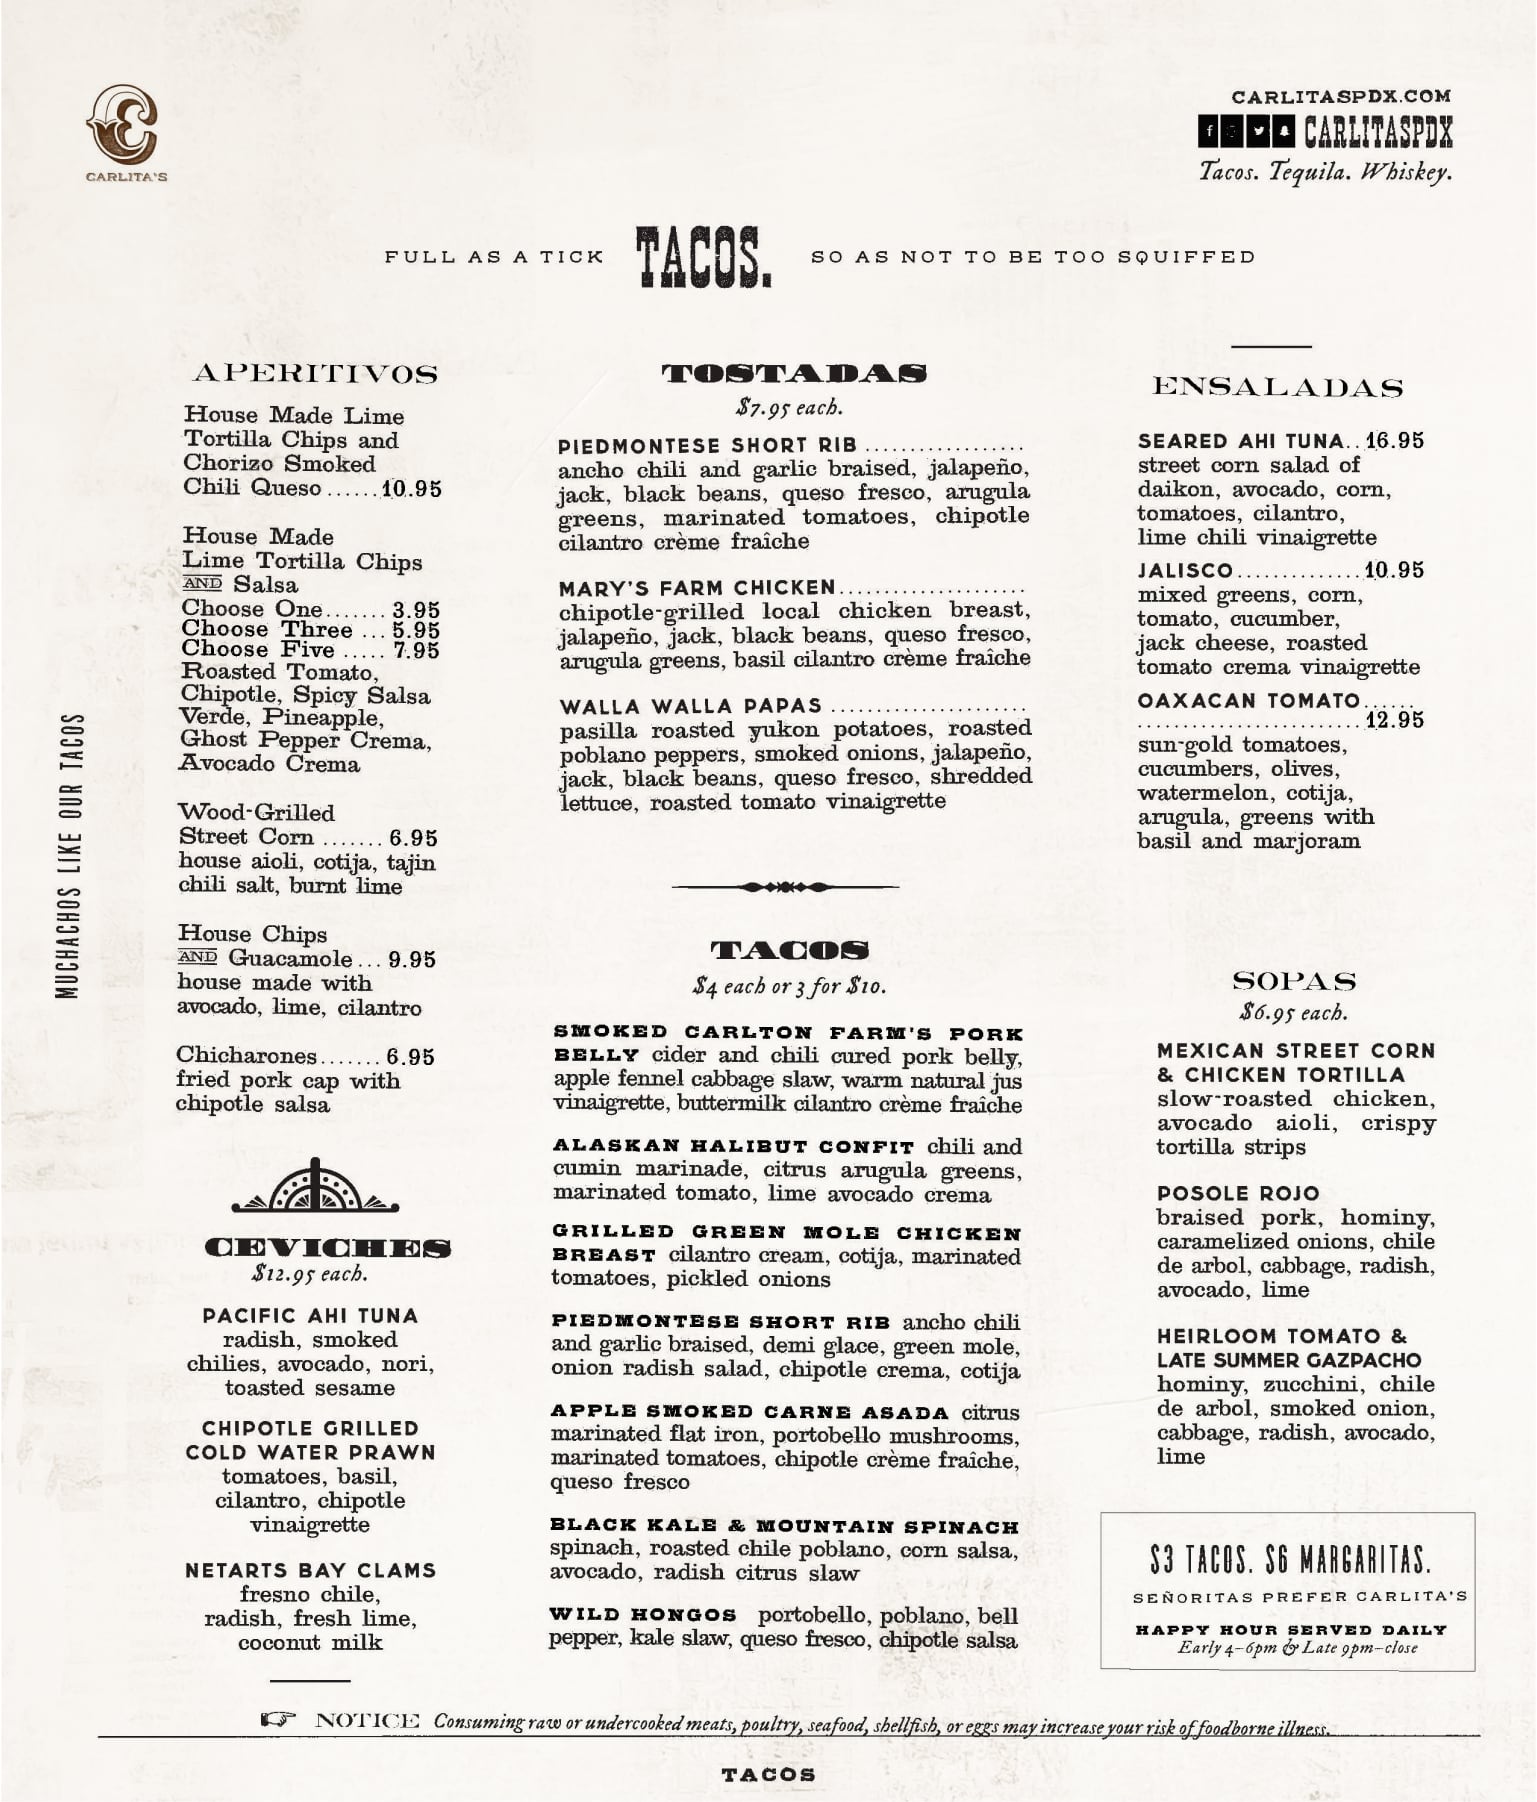 CARLITA'S
CARLITASPDX.COM
CARLITASPDX
Tacos. Tequila. Whiskey.
FULL AS A TICK TACOS. SO AS NOT TO BE TOO SQUIFFED
MUCHACHOS LIKE OUR TACOS
APERITIVOS
House Made Lime
Tortilla Chips and
Chorizo Smoked
Chili Queso ......10.95
House Made
Lime Tortilla Chips
AND Salsa
Choose One....... 3.95
Choose Three ... 5.95
Choose Five ..... 7.95
Roasted Tomato,
Chipotle, Spicy Salsa
Verde, Pineapple,
Ghost Pepper Crema,
Avocado Crema
Wood-Grilled
Street Corn ....... 6.95
house aioli, cotija, tajin
chili salt, burnt lime
House Chips
AND Guacamole... 9.95
house made with
avocado, lime, cilantro
Chicharones....... 6.95
fried pork cap with
chipotle salsa
CEVICHES
$12.95 each.
PACIFIC AHI TUNA
radish, smoked
chilies, avocado, nori,
toasted sesame
CHIPOTLE GRILLED
COLD WATER PRAWN
tomatoes, basil,
cilantro, chipotle
vinaigrette
NETARTS BAY CLAMS
fresno chile,
radish, fresh lime,
coconut milk
TOSTADAS
$7.95 each.
PIEDMONTESE SHORT RIB ..................
ancho chili and garlic braised, jalapeño,
jack, black beans, queso fresco, arugula
greens, marinated tomatoes, chipotle
cilantro crème fraîche
MARY'S FARM CHICKEN.....................
chipotle-grilled local chicken breast,
jalapeño, jack, black beans, queso fresco,
arugula greens, basil cilantro crème fraîche
WALLA WALLA PAPAS ......................
pasilla roasted yukon potatoes, roasted
poblano peppers, smoked onions, jalapeño,
jack, black beans, queso fresco, shredded
lettuce, roasted tomato vinaigrette
TACOS
$4 each or 3 for $10.
SMOKED CARLTON FARM'S PORK
BELLY cider and chili cured pork belly,
apple fennel cabbage slaw, warm natural jus
vinaigrette, buttermilk cilantro crème fraîche
ALASKAN HALIBUT CONFIT chili and
cumin marinade, citrus arugula greens,
marinated tomato, lime avocado crema
GRILLED GREEN MOLE CHICKEN
BREAST cilantro cream, cotija, marinated
tomatoes, pickled onions
PIEDMONTESE SHORT RIB ancho chili
and garlic braised, demi glace, green mole,
onion radish salad, chipotle crema, cotija
APPLE SMOKED CARNE ASADA citrus
marinated flat iron, portobello mushrooms,
marinated tomatoes, chipotle crème fraîche,
queso fresco
BLACK KALE & MOUNTAIN SPINACH
spinach, roasted chile poblano, corn salsa,
avocado, radish citrus slaw
WILD HONGOS portobello, poblano, bell
pepper, kale slaw, queso fresco, chipotle salsa
ENSALADAS
SEARED AHI TUNA..16.95
street corn salad of
daikon, avocado, corn,
tomatoes, cilantro,
lime chili vinaigrette
JALISCO..............10.95
mixed greens, corn,
tomato, cucumber,
jack cheese, roasted
tomato crema vinaigrette
OAXACAN TOMATO......
.........................12.95
sun-gold tomatoes,
cucumbers, olives,
watermelon, cotija,
arugula, greens with
basil and marjoram
SOPAS
$6.95 each.
MEXICAN STREET CORN
& CHICKEN TORTILLA
slow-roasted chicken,
avocado aioli, crispy
tortilla strips
POSOLE ROJO
braised pork, hominy,
caramelized onions, chile
de arbol, cabbage, radish,
avocado, lime
HEIRLOOM TOMATO &
LATE SUMMER GAZPACHO
hominy, zucchini, chile
de arbol, smoked onion,
cabbage, radish, avocado,
lime
$3 TACOS. $6 MARGARITAS.
SEÑORITAS PREFER CARLITA'S
HAPPY HOUR SERVED DAILY
Early 4-6pm & Late 9pm-close
NOTICE Consuming raw or undercooked meats, poultry, seafood, shellfish, or eggs may increase your risk of foodborne illness.
TACOS